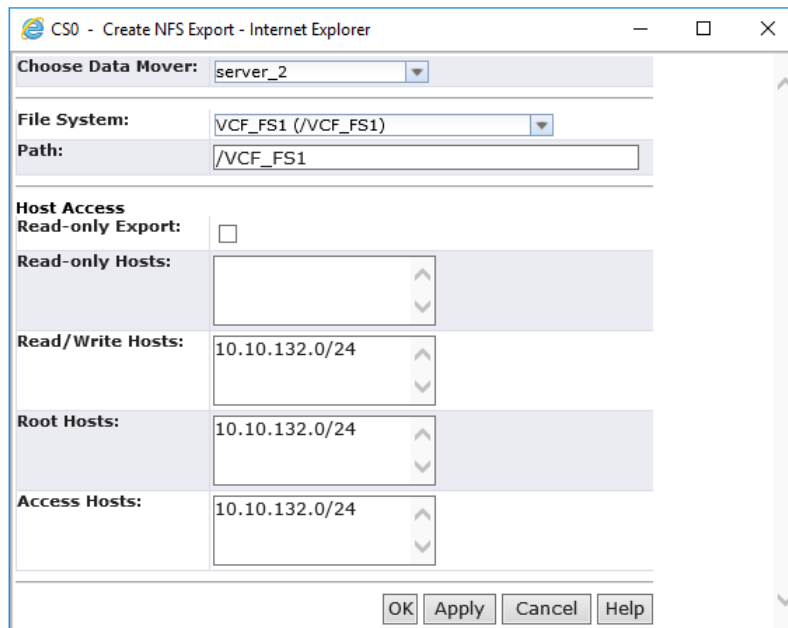 CS0 - Create NFS Export - Internet Explorer
Choose Data Mover: server_2
File System: VCF_FS1 (/VCF_FS1)
Path: /VCF_FS1
Host Access
Read-only Export:
Read-only Hosts:
Read/Write Hosts: 10.10.132.0/24
Root Hosts: 10.10.132.0/24
Access Hosts: 10.10.132.0/24
OK Apply Cancel Help